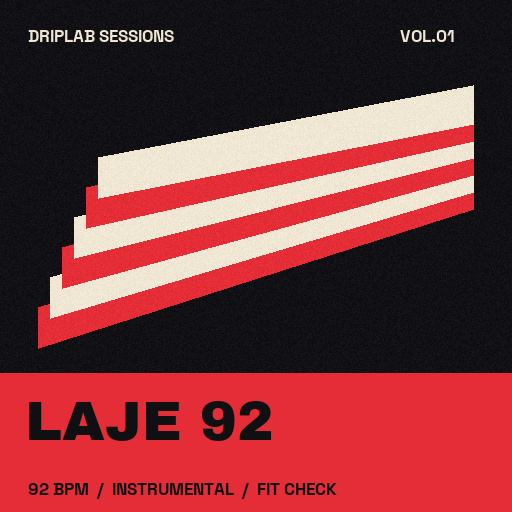 DRIPLAB SESSIONS
VOL.01
LAJE 92
92 BPM / INSTRUMENTAL / FIT CHECK